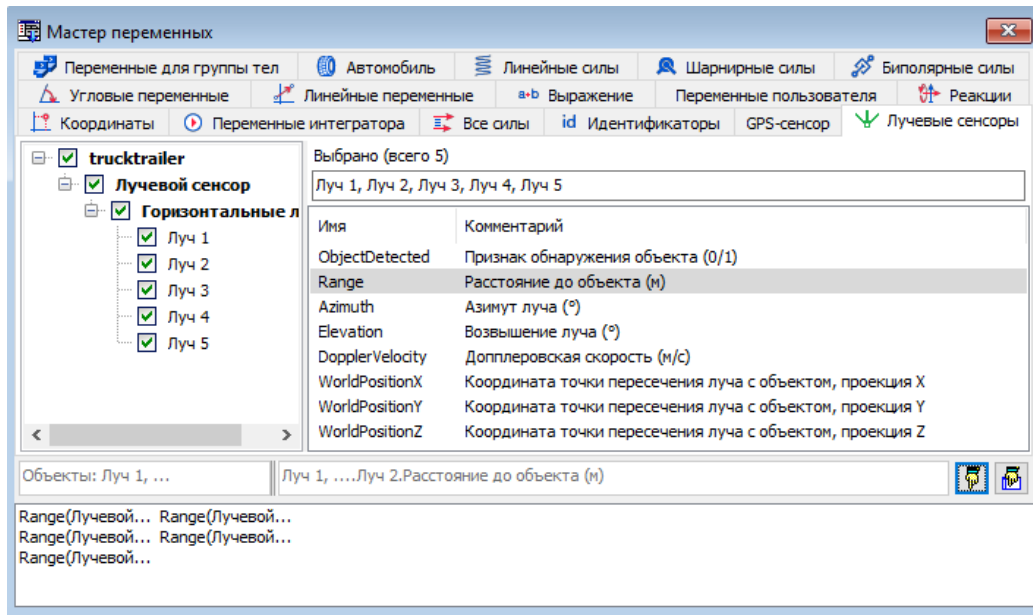 Мастер переменных
Переменные для группы тел Автомобиль Линейные силы Шарнирные силы Биполярные силы
Угловые переменные Линейные переменные a+b Выражение Переменные пользователя Реакции
Координаты Переменные интегратора Все силы id Идентификаторы GPS-сенсор Лучевые сенсоры
trucktrailer
Лучевой сенсор
Горизонтальные л
Луч 1
Луч 2
Луч 3
Луч 4
Луч 5
Выбрано (всего 5)
Луч 1, Луч 2, Луч 3, Луч 4, Луч 5
Имя Комментарий
ObjectDetected Признак обнаружения объекта (0/1)
Range Расстояние до объекта (м)
Azimuth Азимут луча (°)
Elevation Возвышение луча (°)
DopplerVelocity Допплеровская скорость (м/с)
WorldPositionX Координата точки пересечения луча с объектом, проекция X
WorldPositionY Координата точки пересечения луча с объектом, проекция Y
WorldPositionZ Координата точки пересечения луча с объектом, проекция Z
Объекты: Луч 1, ... Луч 1, ....Луч 2.Расстояние до объекта (м)
Range(Лучевой... Range(Лучевой...
Range(Лучевой... Range(Лучевой...
Range(Лучевой...